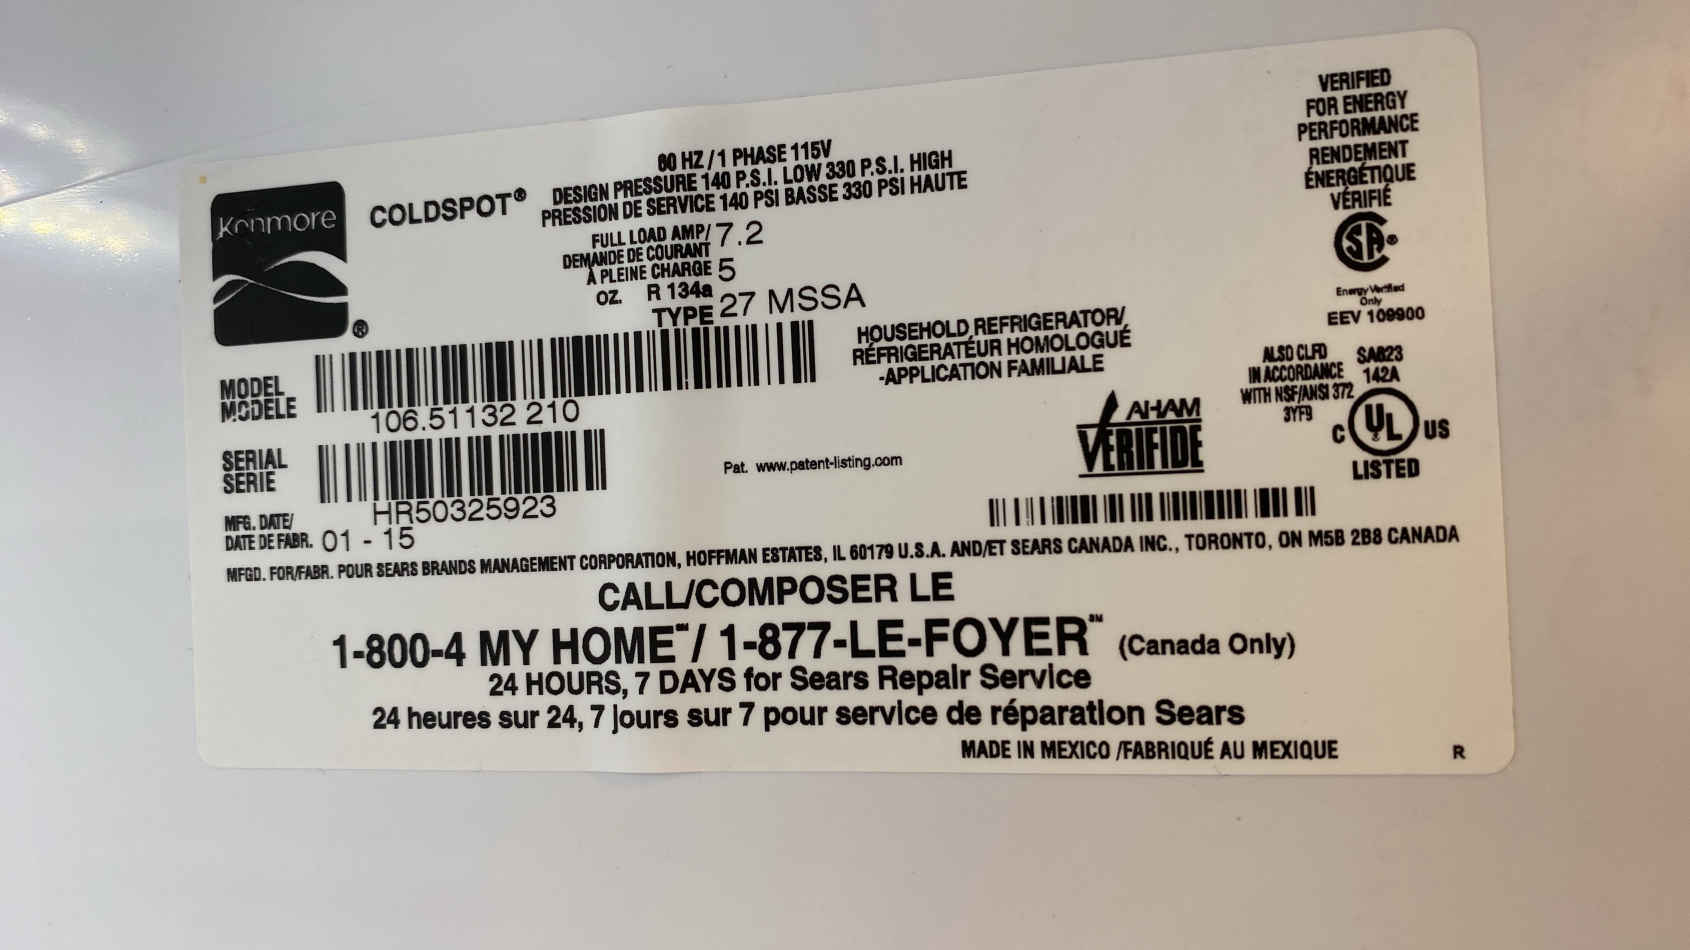 Kenmore
®
COLDSPOT®
60 HZ / 1 PHASE 115V
DESIGN PRESSURE 140 P.S.I. LOW 330 P.S.I. HIGH
PRESSION DE SERVICE 140 PSI BASSE 330 PSI HAUTE
FULL LOAD AMP/ 7.2
DEMANDE DE COURANT
À PLEINE CHARGE 5
OZ. R 134a
TYPE 27 MSSA
HOUSEHOLD REFRIGERATOR/
RÉFRIGERATÉUR HOMOLOGUÉ
-APPLICATION FAMILIALE
VERIFIED
FOR ENERGY
PERFORMANCE
RENDEMENT
ÉNERGÉTIQUE
VÉRIFIÉ
SA®
Energy Verified
Only
EEV 109900
ALSO CLFD
IN ACCORDANCE
WITH NSF/ANSI 372
3YF9
SA823
142A
C UL US
LISTED
AHAM
VERIFIDE
MODEL
MODÈLE
106.51132 210
SERIAL
SERIE
HR50325923
Pat. www.patent-listing.com
MFG. DATE/
DATE DE FABR. 01 - 15
MFGD. FOR/FABR. POUR SEARS BRANDS MANAGEMENT CORPORATION, HOFFMAN ESTATES, IL 60179 U.S.A. AND/ET SEARS CANADA INC., TORONTO, ON M5B 2B8 CANADA
CALL/COMPOSER LE
1-800-4 MY HOME℠/ 1-877-LE-FOYER℠ (Canada Only)
24 HOURS, 7 DAYS for Sears Repair Service
24 heures sur 24, 7 jours sur 7 pour service de réparation Sears
MADE IN MEXICO /FABRIQUÉ AU MEXIQUE
R